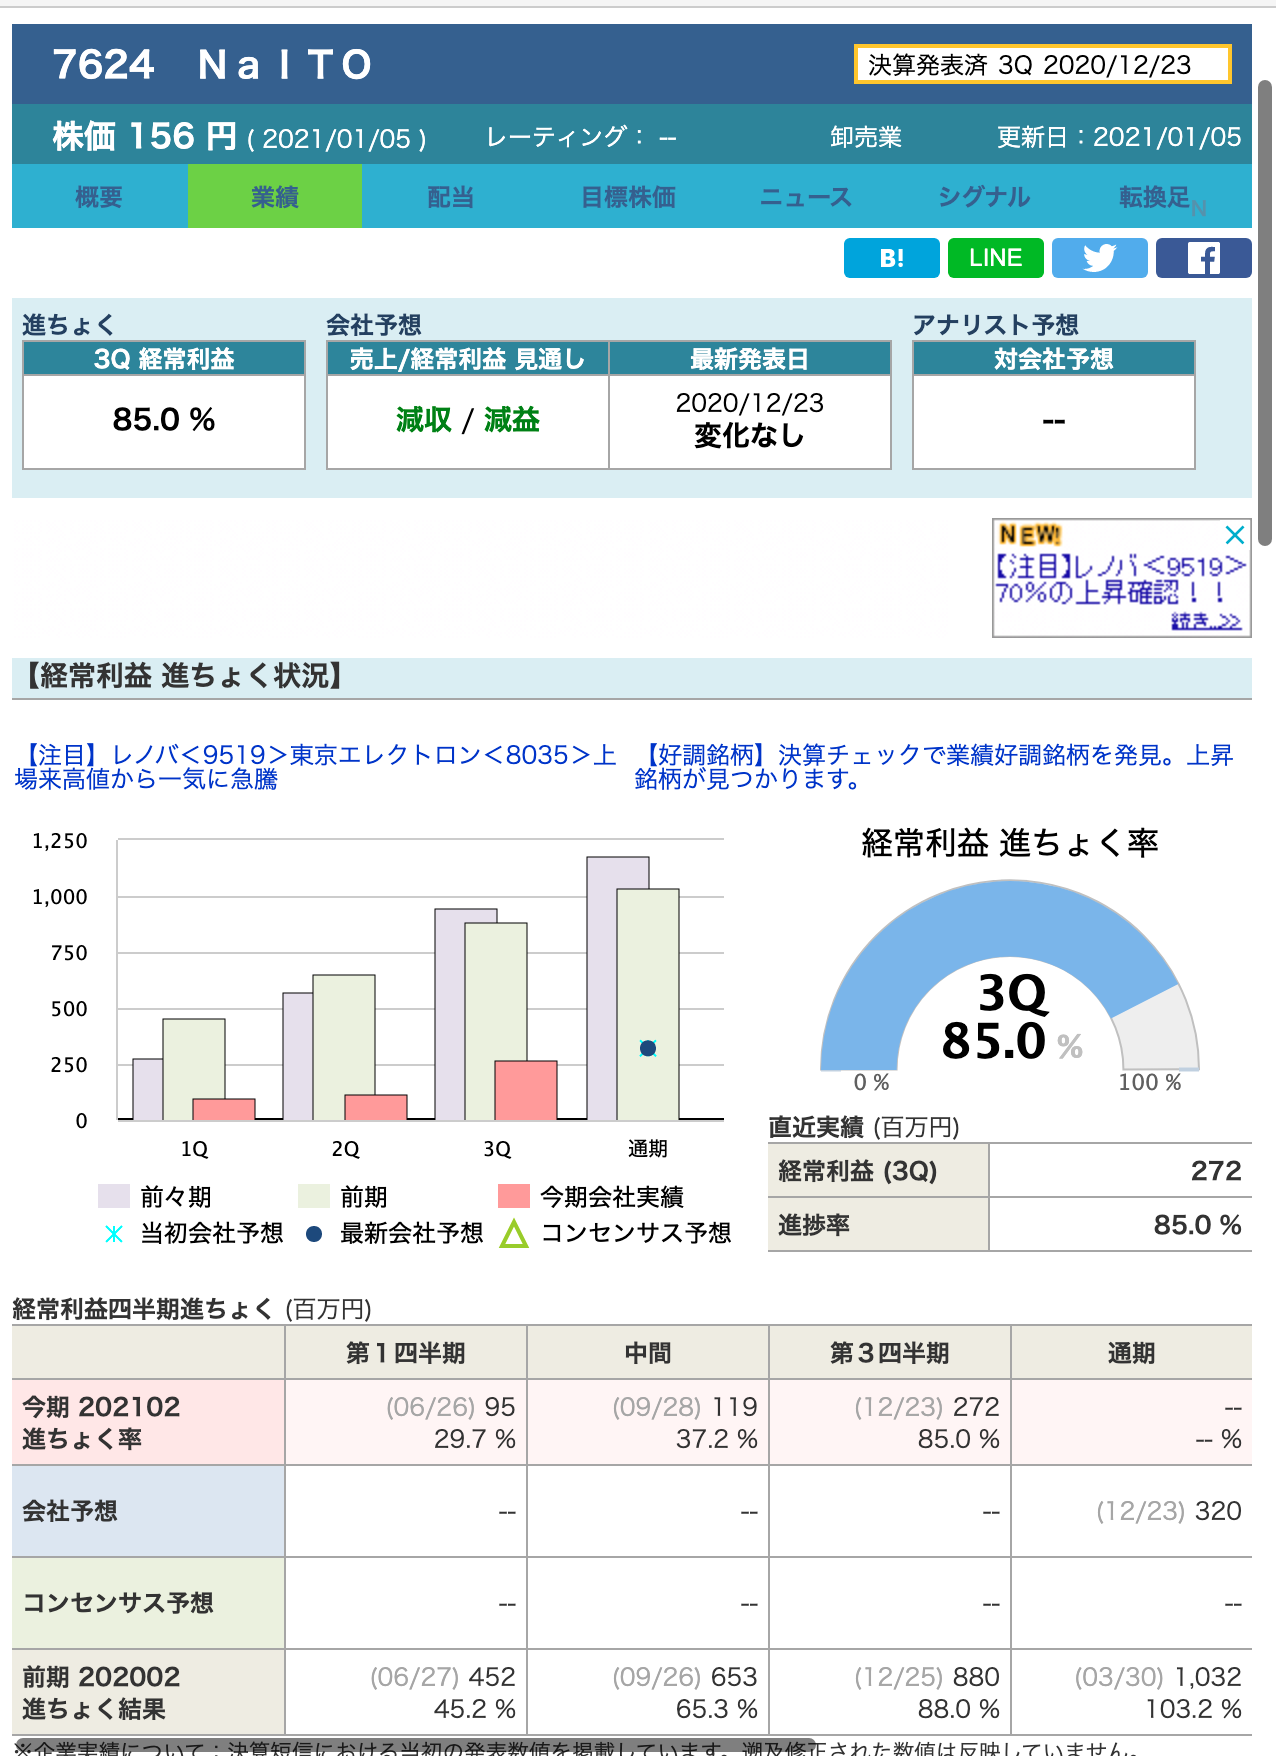 7624 ＮａＩＴＯ
決算発表済 3Q 2020/12/23
株価 156 円 ( 2021/01/05 )
レーティング： --
卸売業
更新日：2021/01/05
概要
業績
配当
目標株価
ニュース
シグナル
転換足
N
B!
LINE
進ちょく
会社予想
アナリスト予想
3Q 経常利益
売上/経常利益 見通し
最新発表日
対会社予想
85.0 %
減収 / 減益
2020/12/23
変化なし
--
NEW!
【注目】レノバ＜9519＞
70%の上昇確認！！
続き..>>
【経常利益 進ちょく状況】
【注目】レノバ＜9519＞東京エレクトロン＜8035＞上
場来高値から一気に急騰
【好調銘柄】決算チェックで業績好調銘柄を発見。上昇
銘柄が見つかります。
1,250
1,000
750
500
250
0
1Q
2Q
3Q
通期
前々期
前期
今期会社実績
当初会社予想
最新会社予想
コンセンサス予想
経常利益 進ちょく率
3Q
85.0 %
0 %
100 %
直近実績 (百万円)
経常利益 (3Q) 272
進捗率 85.0 %
経常利益四半期進ちょく (百万円)
第１四半期 中間 第３四半期 通期
今期 202102 (06/26) 95 (09/28) 119 (12/23) 272 --
進ちょく率 29.7 % 37.2 % 85.0 % -- %
会社予想 -- -- -- (12/23) 320
コンセンサス予想 -- -- -- --
前期 202002 (06/27) 452 (09/26) 653 (12/25) 880 (03/30) 1,032
進ちょく結果 45.2 % 65.3 % 88.0 % 103.2 %
※企業実績について：決算短信における当初の発表数値を掲載しています。遡及修正された数値は反映していません。